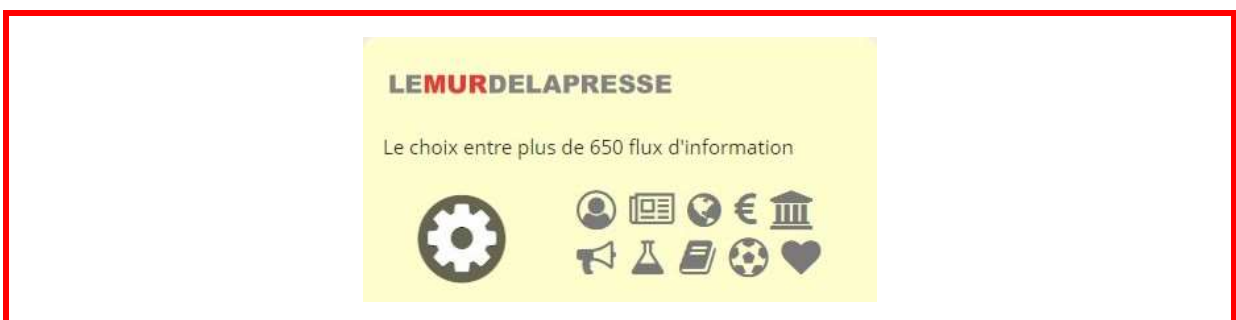 LEMURDELAPRESSE
Le choix entre plus de 650 flux d'information